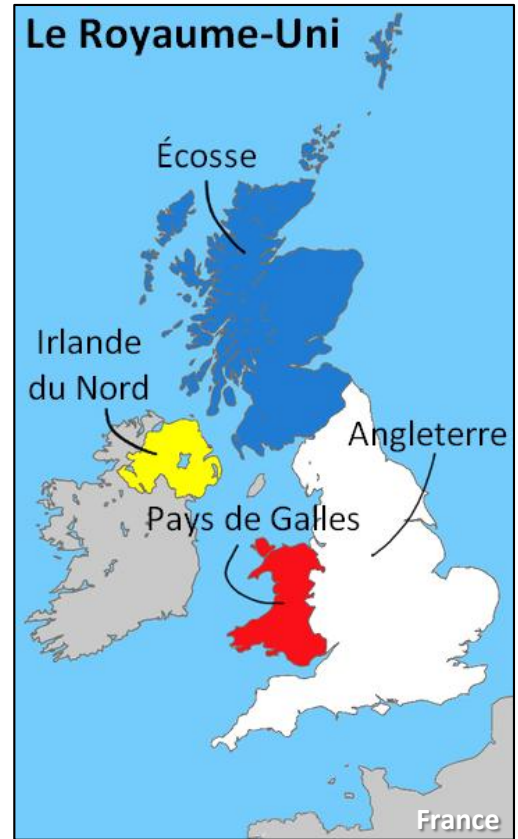 Le Royaume-Uni
Écosse
Irlande
du Nord
Angleterre
Pays de Galles
France